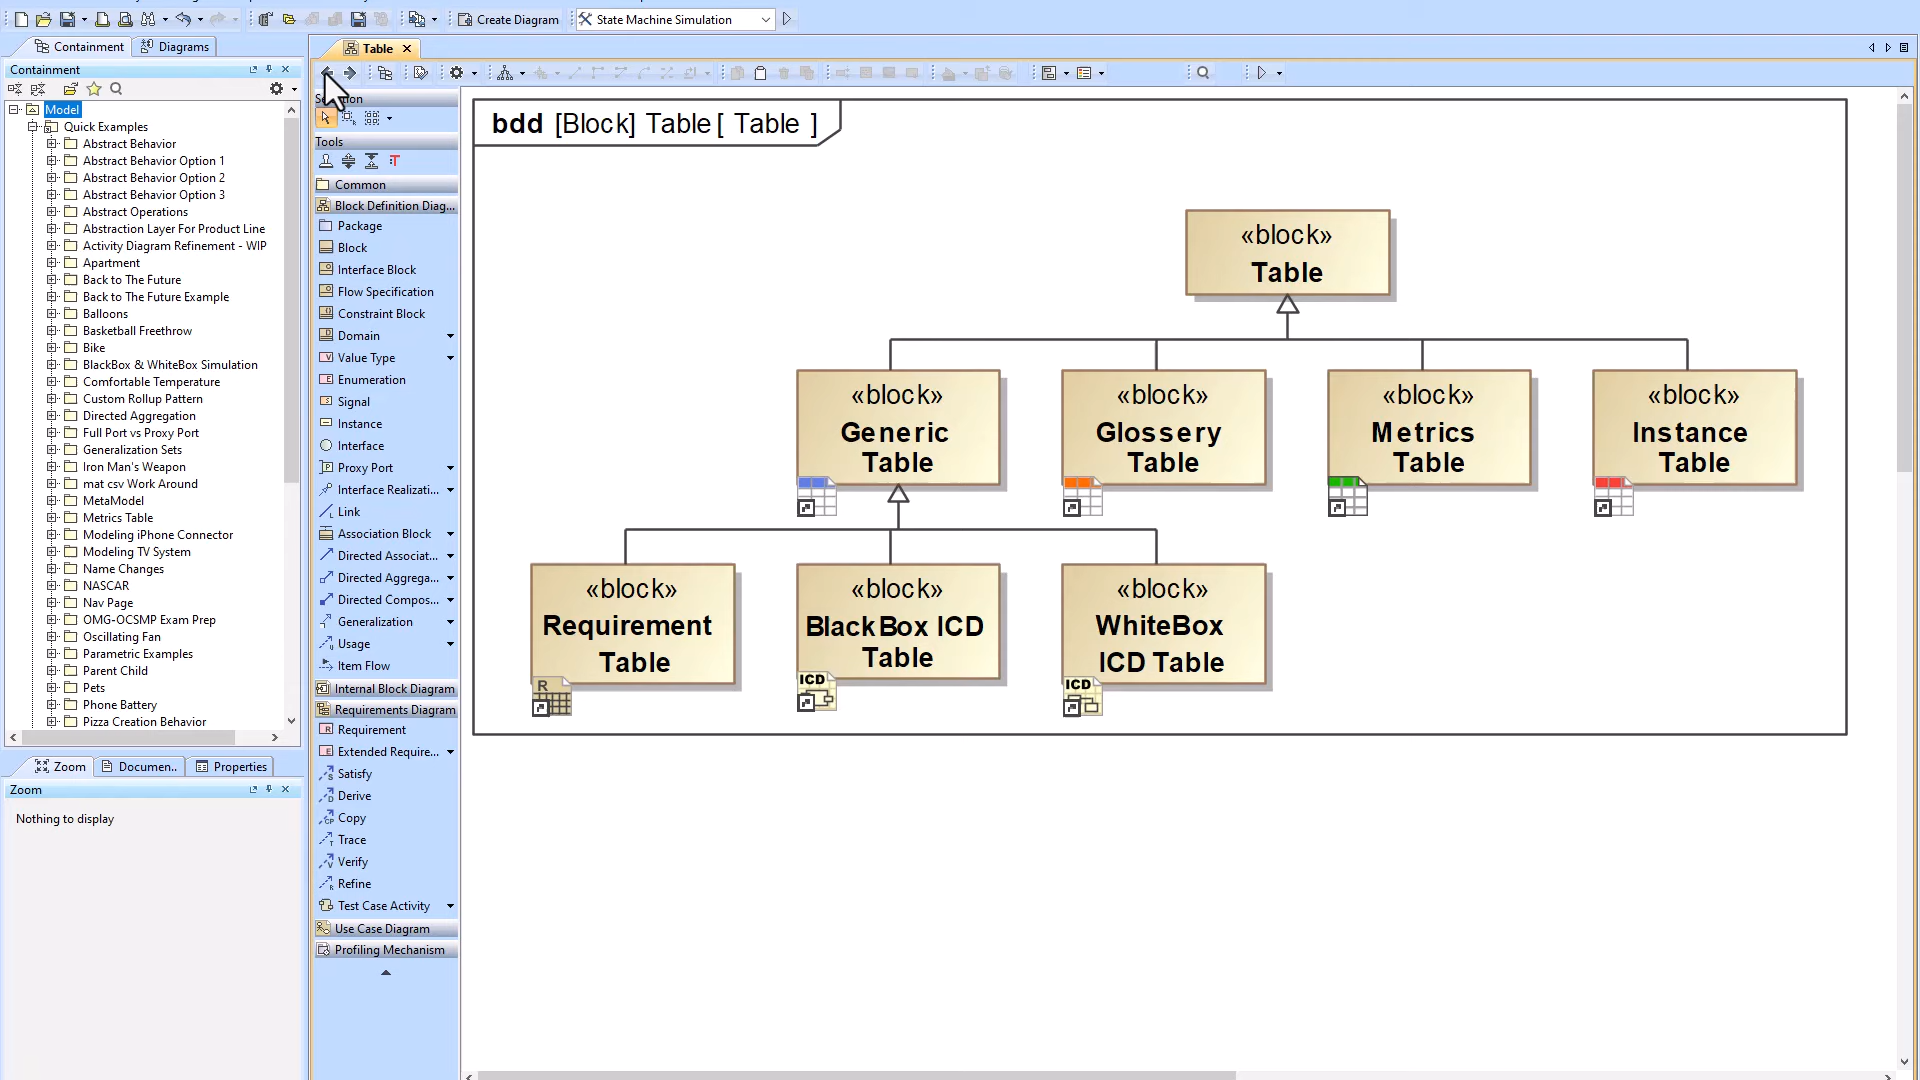 Create Diagram
State Machine Simulation
Containment
Diagrams
Table
Containment
Model
Quick Examples
Abstract Behavior
Abstract Behavior Option 1
Abstract Behavior Option 2
Abstract Behavior Option 3
Abstract Operations
Abstraction Layer For Product Line
Activity Diagram Refinement - WIP
Apartment
Back to The Future
Back to The Future Example
Balloons
Basketball Freethrow
Bike
BlackBox & WhiteBox Simulation
Comfortable Temperature
Custom Rollup Pattern
Directed Aggregation
Full Port vs Proxy Port
Generalization Sets
Iron Man's Weapon
mat csv Work Around
MetaModel
Metrics Table
Modeling iPhone Connector
Modeling TV System
Name Changes
NASCAR
Nav Page
OMG-OCSMP Exam Prep
Oscillating Fan
Parametric Examples
Parent Child
Pets
Phone Battery
Pizza Creation Behavior
Zoom
Documen..
Properties
Zoom
Nothing to display
Tools
Common
Block Definition Diag...
Package
Block
Interface Block
Flow Specification
Constraint Block
Domain
Value Type
Enumeration
Signal
Instance
Interface
Proxy Port
Interface Realizati...
Link
Association Block
Directed Associat...
Directed Aggrega...
Directed Compos...
Generalization
Usage
Item Flow
Internal Block Diagram
Requirements Diagram
Requirement
Extended Require...
Satisfy
Derive
Copy
Trace
Verify
Refine
Test Case Activity
Use Case Diagram
Profiling Mechanism
bdd [Block] Table [ Table ]
«block»
Table
«block»
Generic
Table
«block»
Glossery
Table
«block»
Metrics
Table
«block»
Instance
Table
«block»
Requirement
Table
R
«block»
BlackBox ICD
Table
ICD
«block»
WhiteBox
ICD Table
ICD